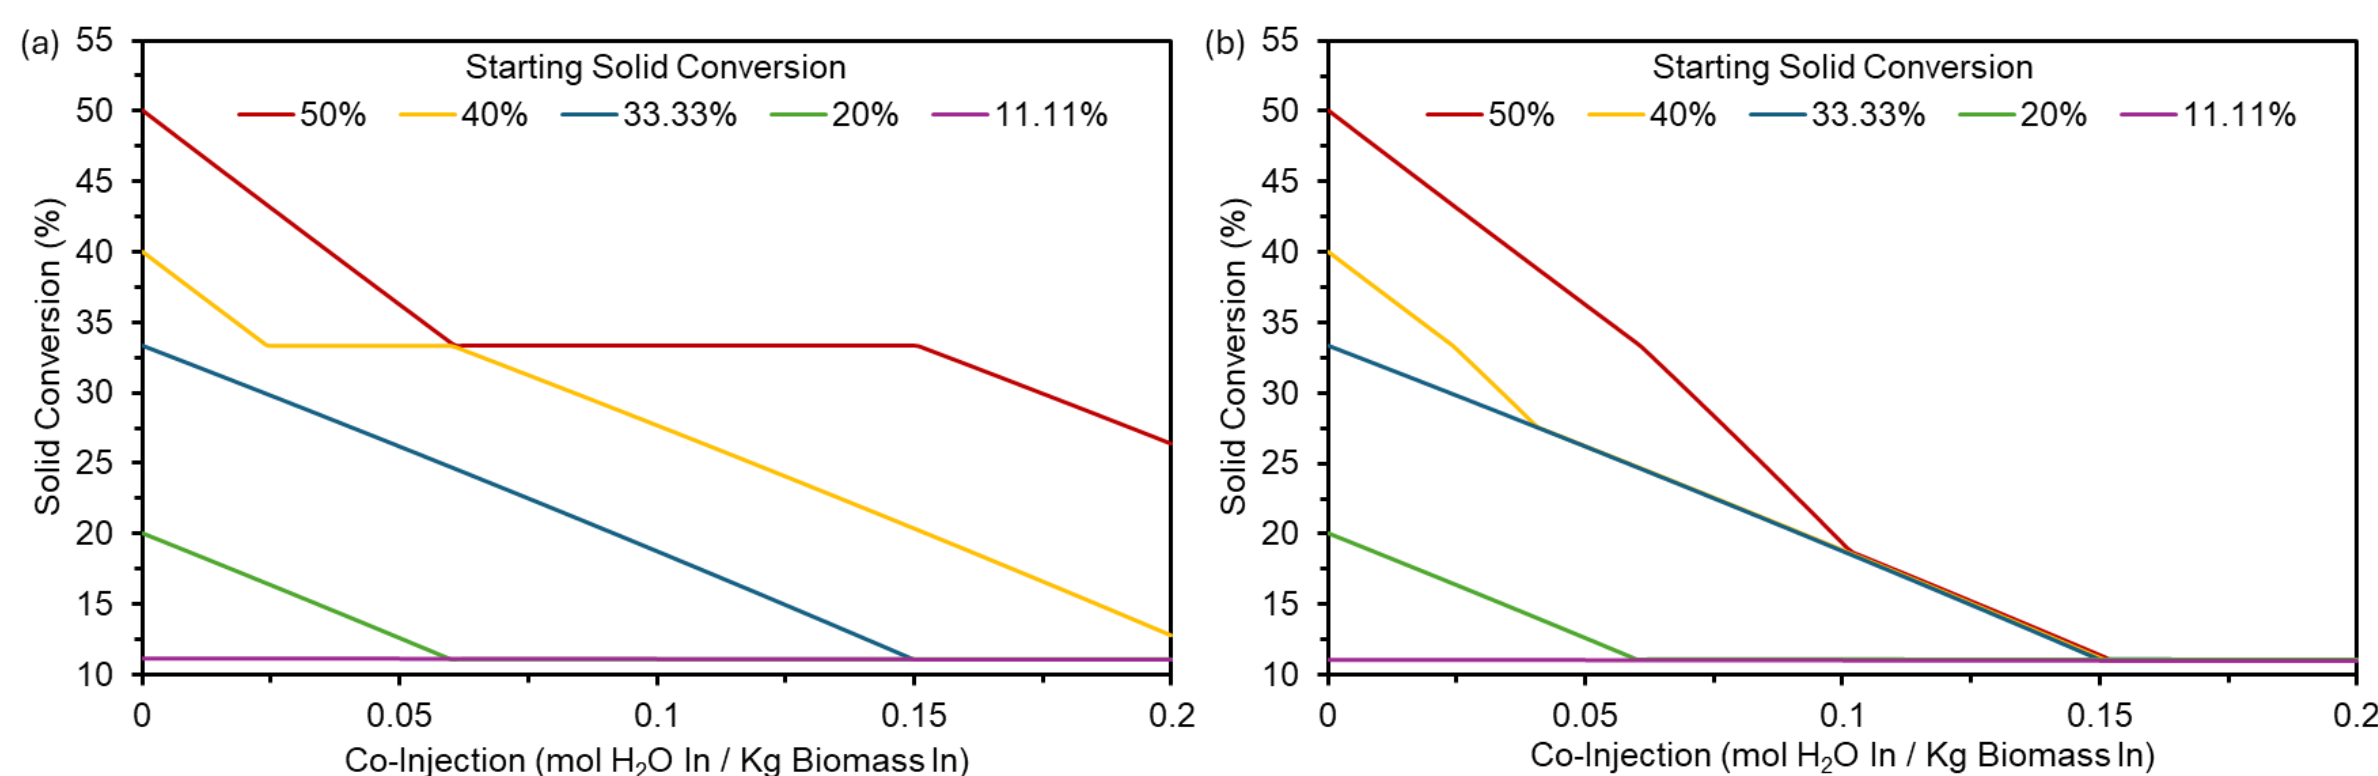 (a)
Starting Solid Conversion
50% 40% 33.33% 20% 11.11%
Solid Conversion (%)
55
50
45
40
35
30
25
20
15
10
0 0.05 0.1 0.15 0.2
Co-Injection (mol H₂O In / Kg Biomass In)
(b)
Starting Solid Conversion
50% 40% 33.33% 20% 11.11%
Solid Conversion (%)
55
50
45
40
35
30
25
20
15
10
0 0.05 0.1 0.15 0.2
Co-Injection (mol H₂O In / Kg Biomass In)